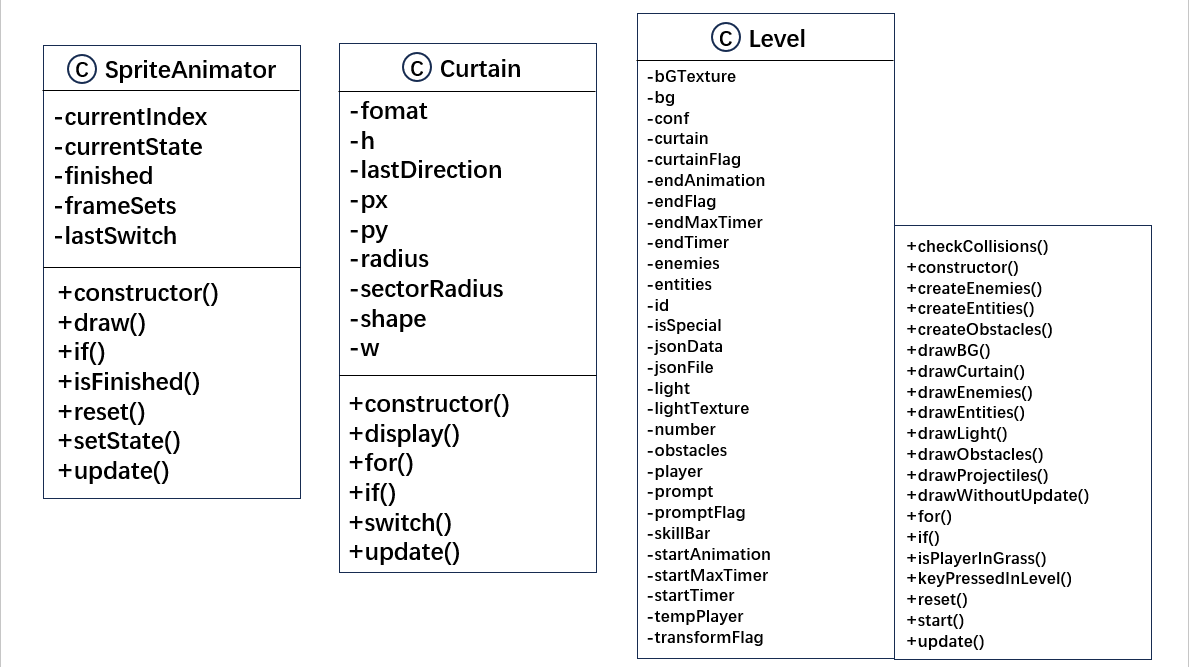 C SpriteAnimator
-currentIndex
-currentState
-finished
-frameSets
-lastSwitch
+constructor()
+draw()
+if()
+isFinished()
+reset()
+setState()
+update()
C Curtain
-fomat
-h
-lastDirection
-px
-py
-radius
-sectorRadius
-shape
-w
+constructor()
+display()
+for()
+if()
+switch()
+update()
C Level
-bGTexture
-bg
-conf
-curtain
-curtainFlag
-endAnimation
-endFlag
-endMaxTimer
-endTimer
-enemies
-entities
-id
-isSpecial
-jsonData
-jsonFile
-light
-lightTexture
-number
-obstacles
-player
-prompt
-promptFlag
-skillBar
-startAnimation
-startMaxTimer
-startTimer
-tempPlayer
-transformFlag
+checkCollisions()
+constructor()
+createEnemies()
+createEntities()
+createObstacles()
+drawBG()
+drawCurtain()
+drawEnemies()
+drawEntities()
+drawLight()
+drawObstacles()
+drawProjectiles()
+drawWithoutUpdate()
+for()
+if()
+isPlayerInGrass()
+keyPressedInLevel()
+reset()
+start()
+update()